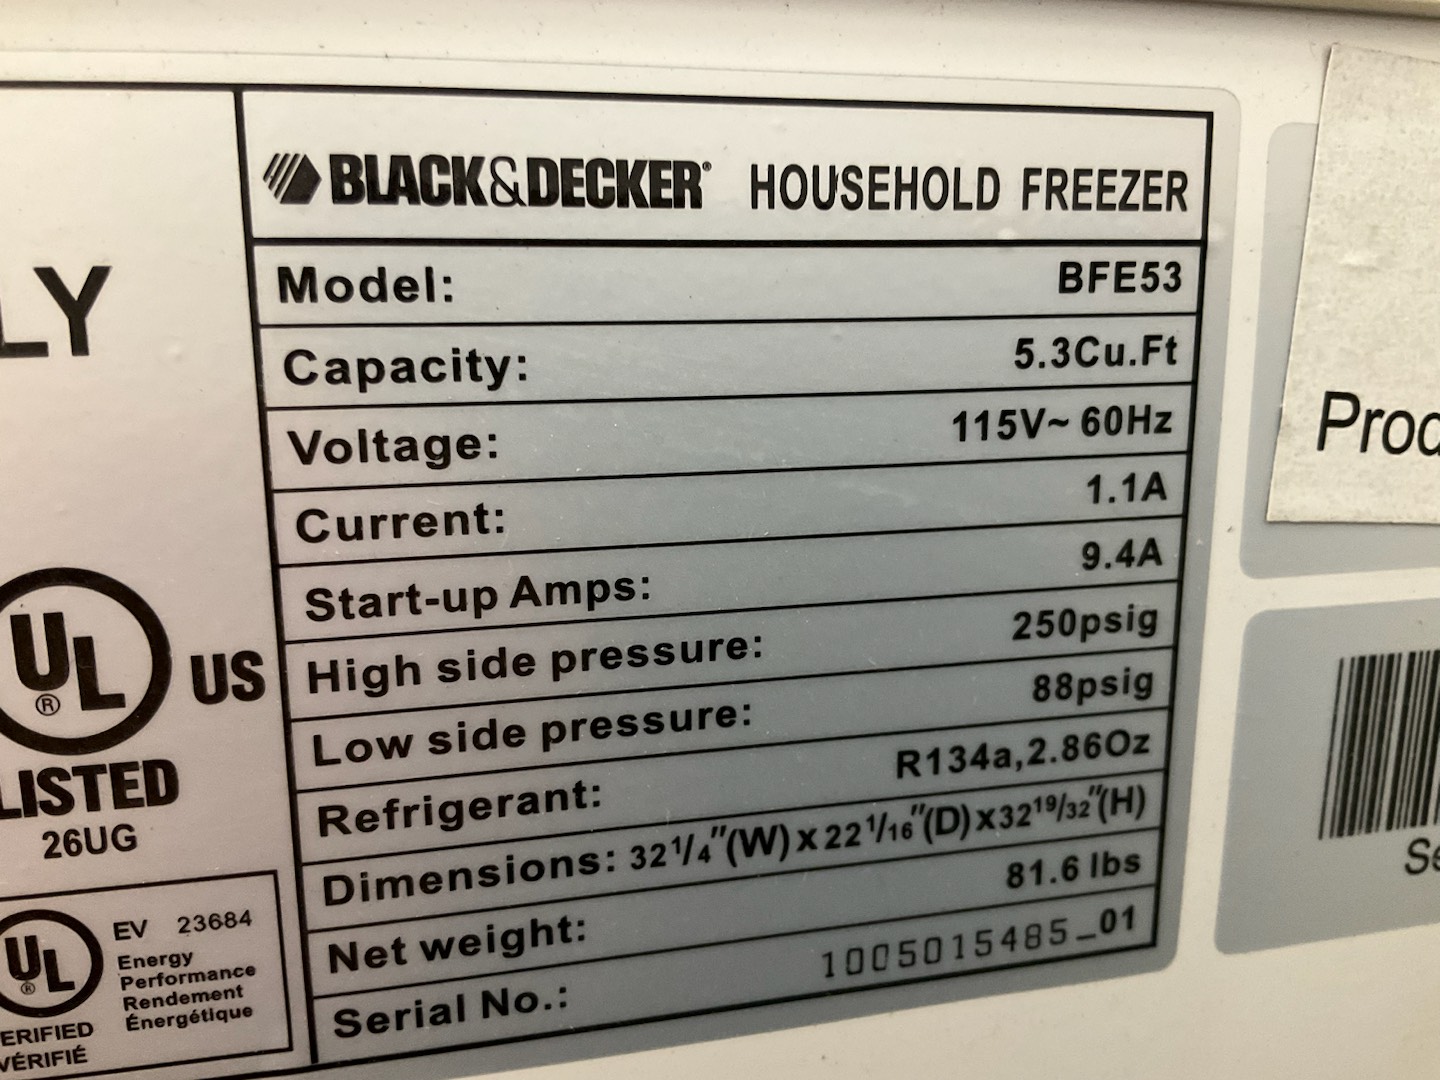 BLACK&DECKER® HOUSEHOLD FREEZER
Model: BFE53
Capacity: 5.3Cu.Ft
Voltage: 115V~ 60Hz
Current: 1.1A
Start-up Amps: 9.4A
High side pressure: 250psig
Low side pressure: 88psig
Refrigerant: R134a,2.86Oz
Dimensions: 32 1/4"(W) x 22 1/16"(D) x 32 19/32"(H)
Net weight: 81.6 lbs
Serial No.: 1005015485_01
LY
UL® US
LISTED
26UG
UL®
EV 23684
Energy
Performance
Rendement
Énergétique
ERIFIED
VÉRIFIÉ
Prod
Se